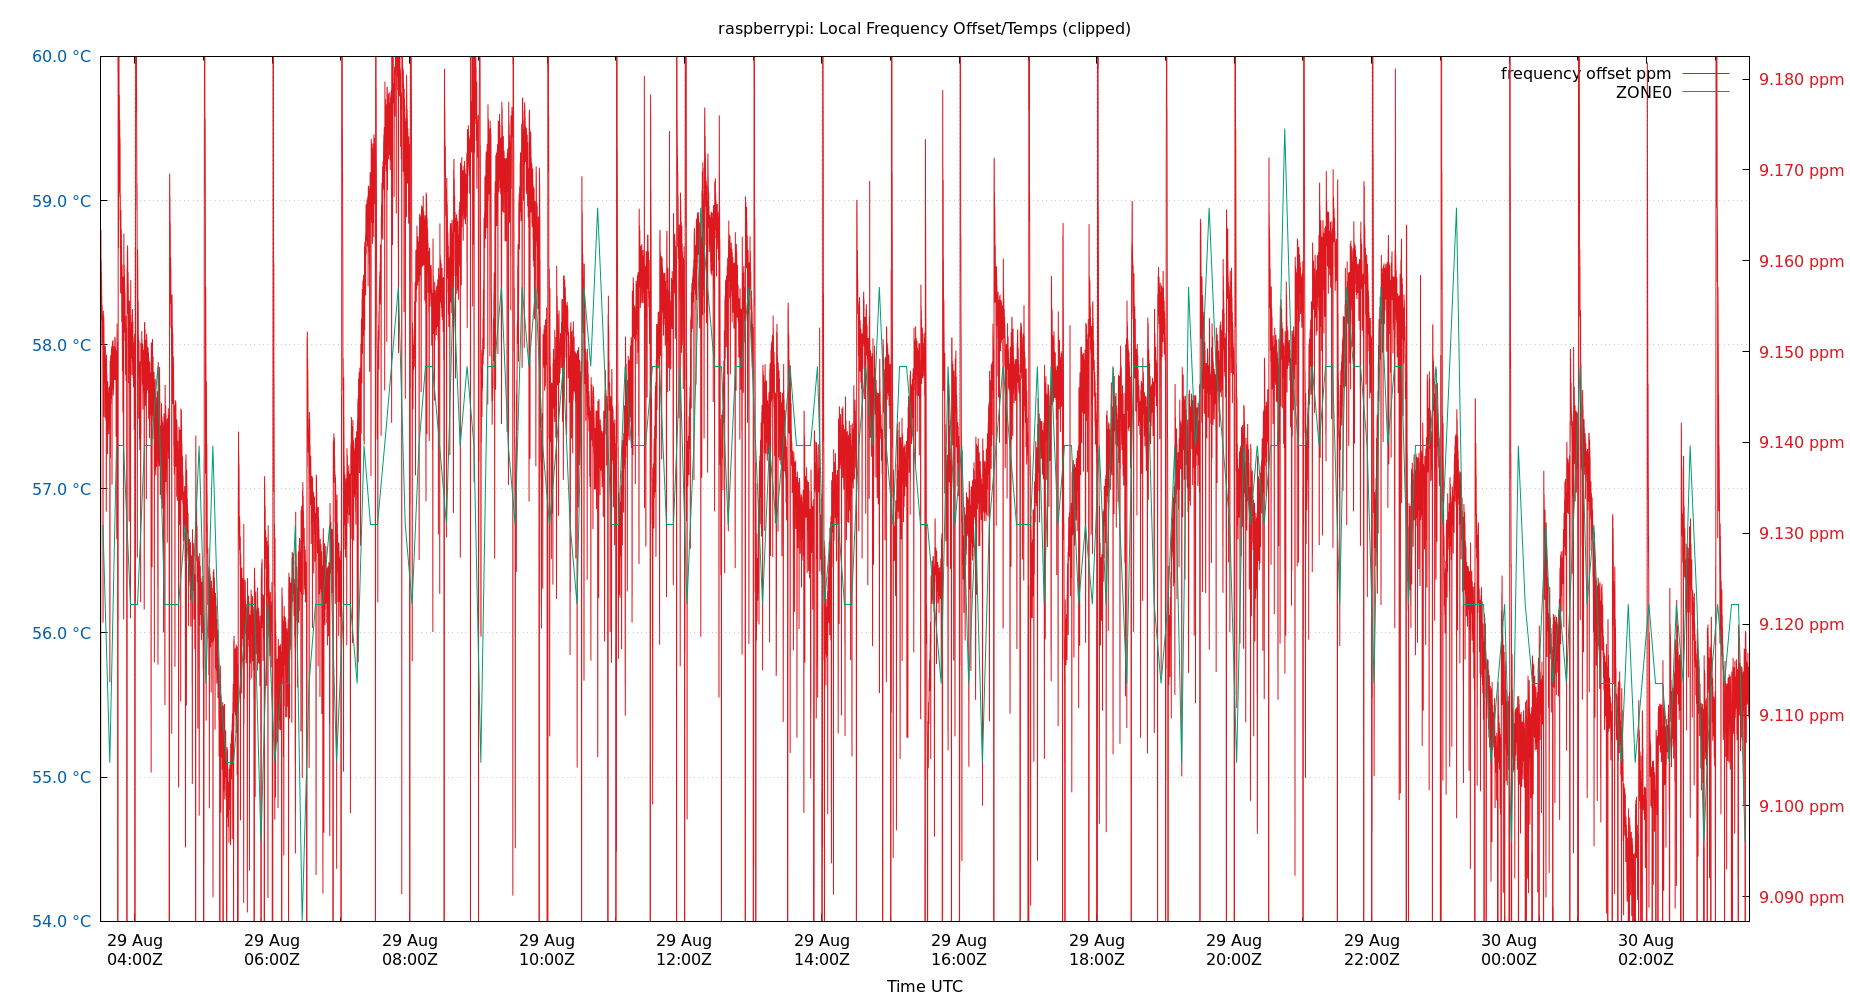 raspberrypi: Local Frequency Offset/Temps (clipped)
frequency offset ppm
ZONE0
60.0 °C
59.0 °C
58.0 °C
57.0 °C
56.0 °C
55.0 °C
54.0 °C
9.180 ppm
9.170 ppm
9.160 ppm
9.150 ppm
9.140 ppm
9.130 ppm
9.120 ppm
9.110 ppm
9.100 ppm
9.090 ppm
29 Aug
04:00Z
29 Aug
06:00Z
29 Aug
08:00Z
29 Aug
10:00Z
29 Aug
12:00Z
29 Aug
14:00Z
29 Aug
16:00Z
29 Aug
18:00Z
29 Aug
20:00Z
29 Aug
22:00Z
30 Aug
00:00Z
30 Aug
02:00Z
Time UTC